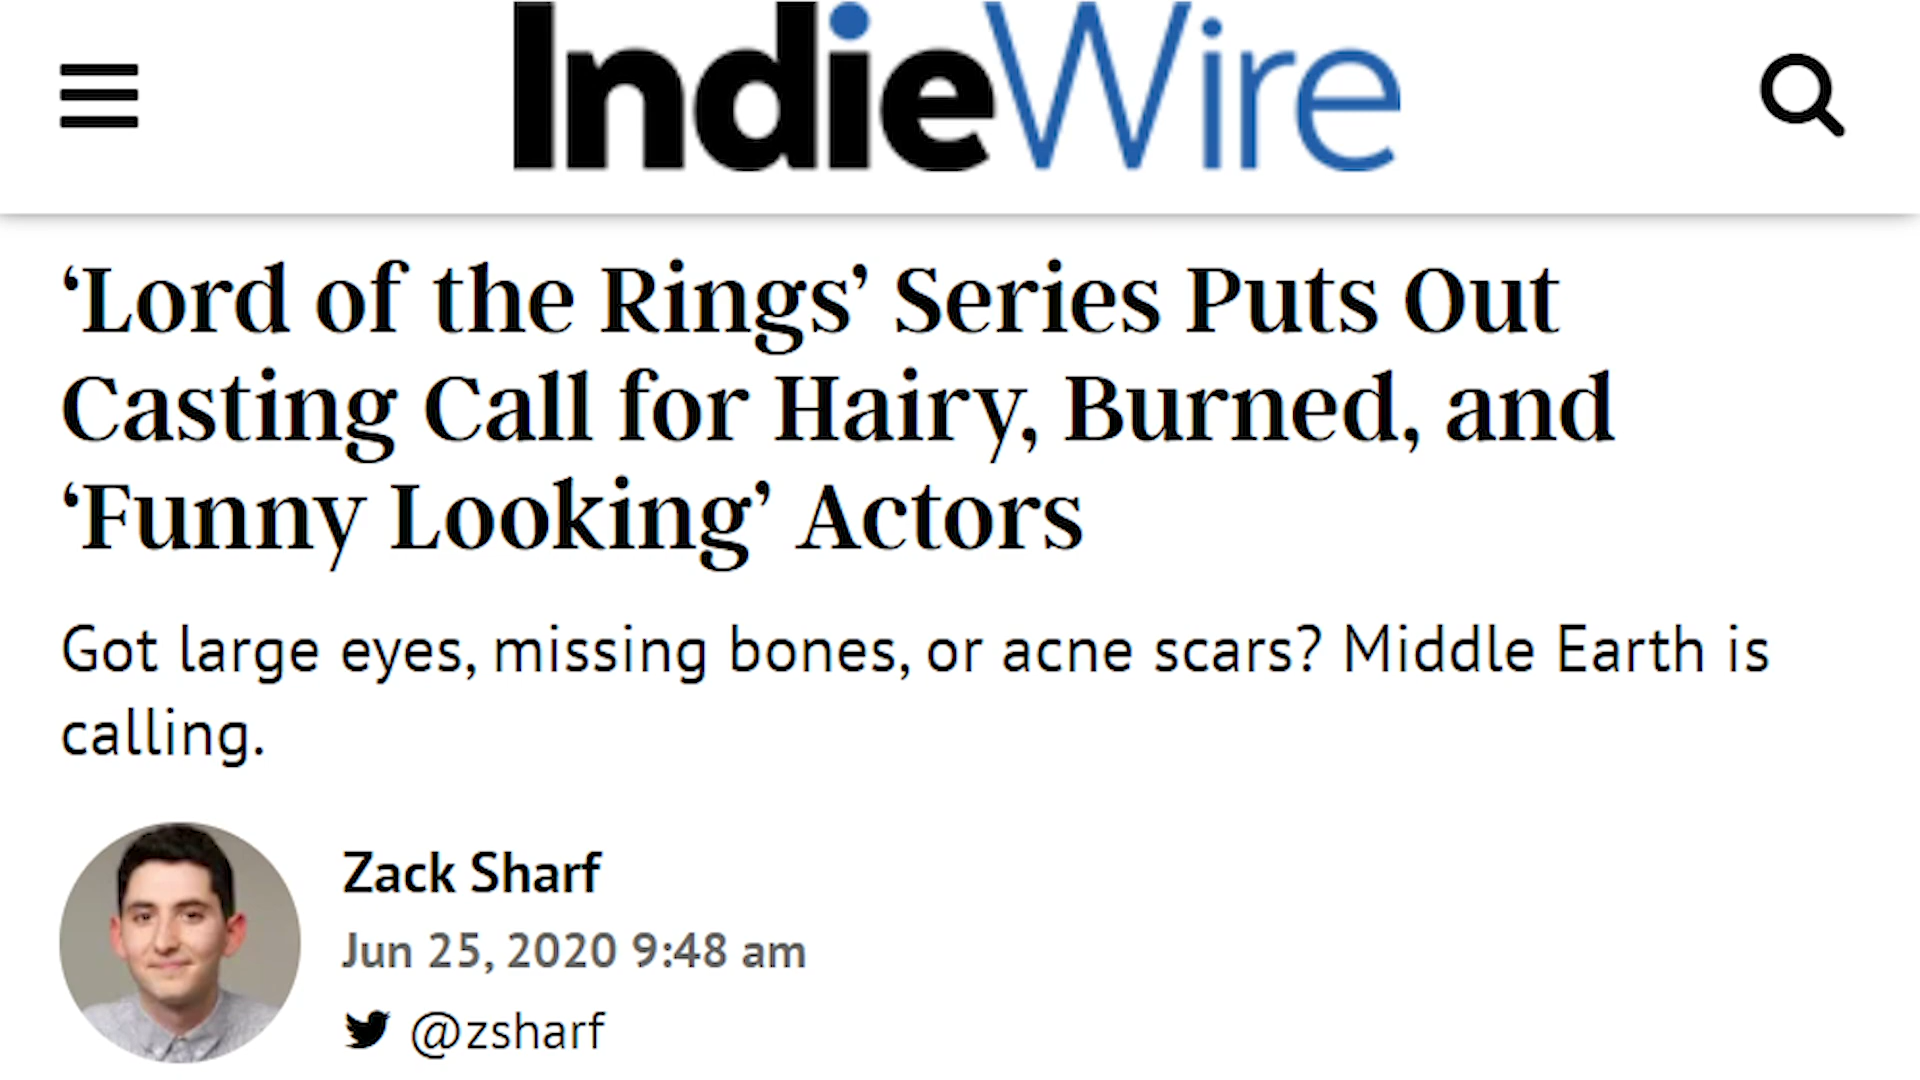 IndieWire
‘Lord of the Rings’ Series Puts Out
Casting Call for Hairy, Burned, and
‘Funny Looking’ Actors
Got large eyes, missing bones, or acne scars? Middle Earth is
calling.
Zack Sharf
Jun 25, 2020 9:48 am
@zsharf